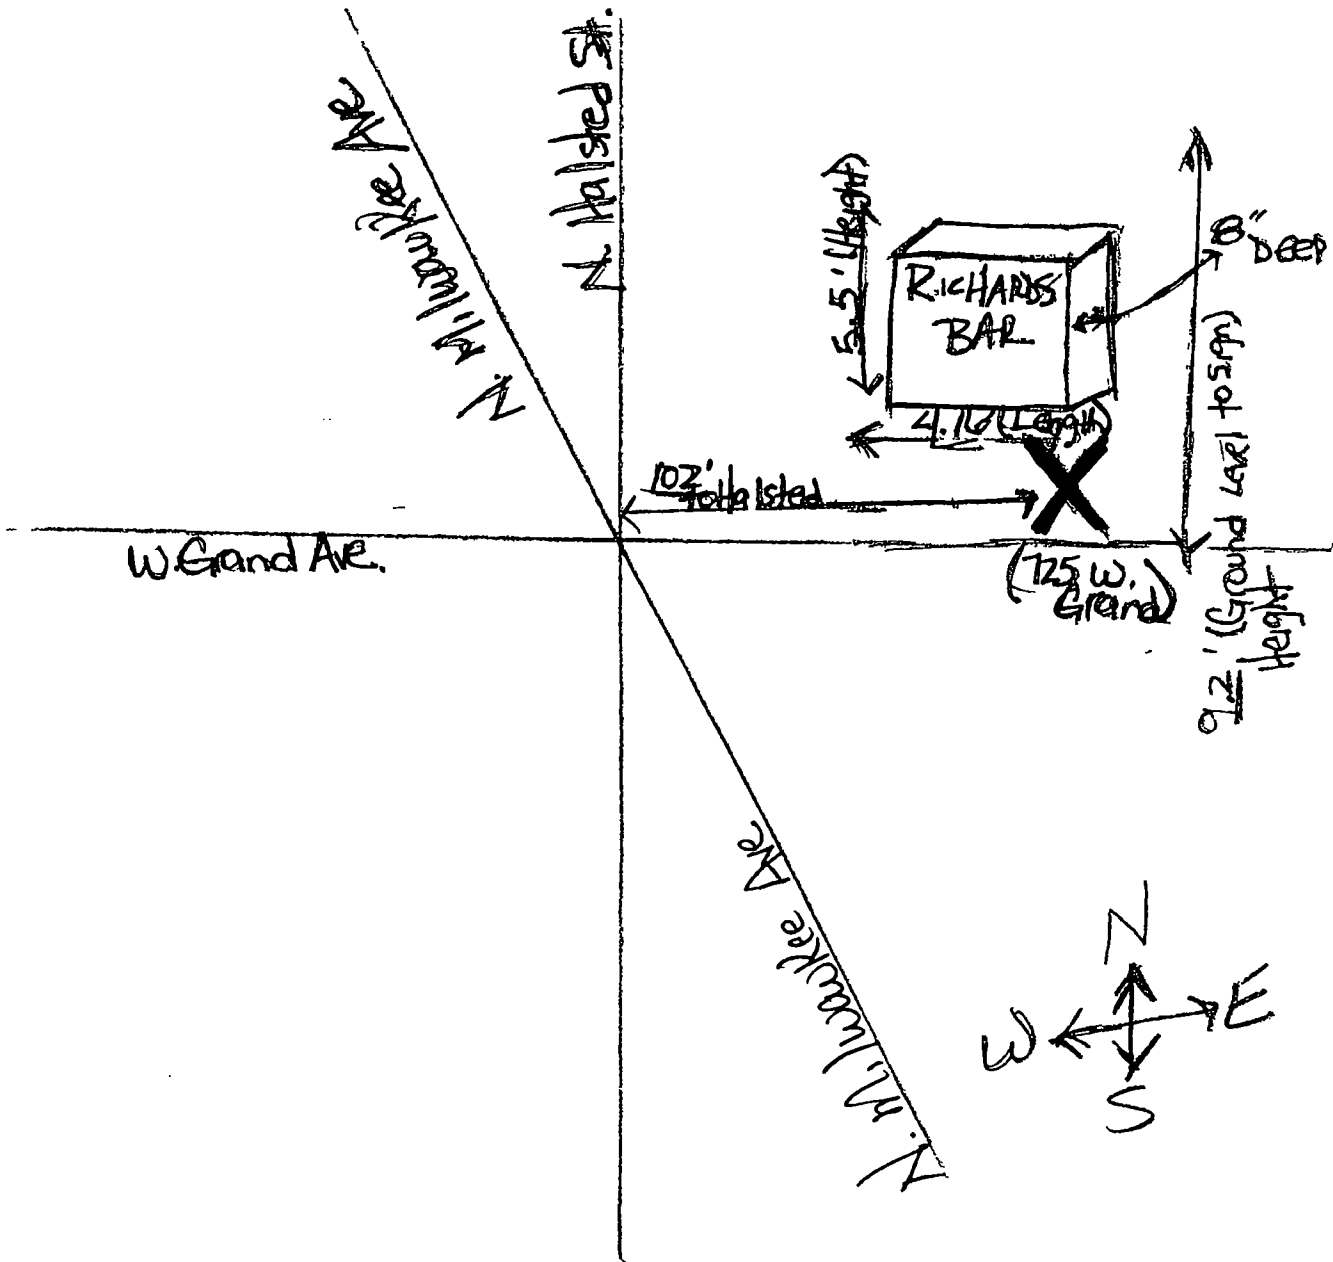 N. Milwaukee Ave
N. Halsted St.
5.5' (Height)
RICHARDS
BAR
8"
DEEP
4.16 (Length)
102'
to Halsted
W. Grand Ave.
(725 W.
Grand)
9.2' (Ground Level to Sign)
Height
N. Milwaukee Ave
N
W E
S